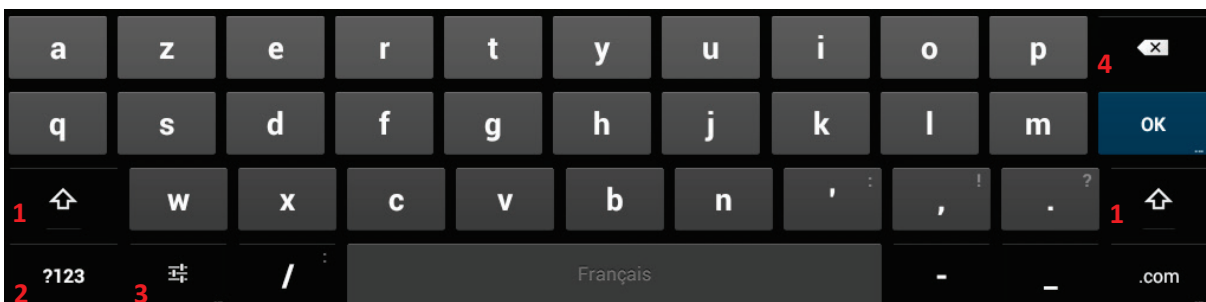 a z e r t y u i o p 4
q s d f g h j k l m OK
1 w x c v b n ' : , ! . ? 1
2 ?123 3 / : Français - _ .com